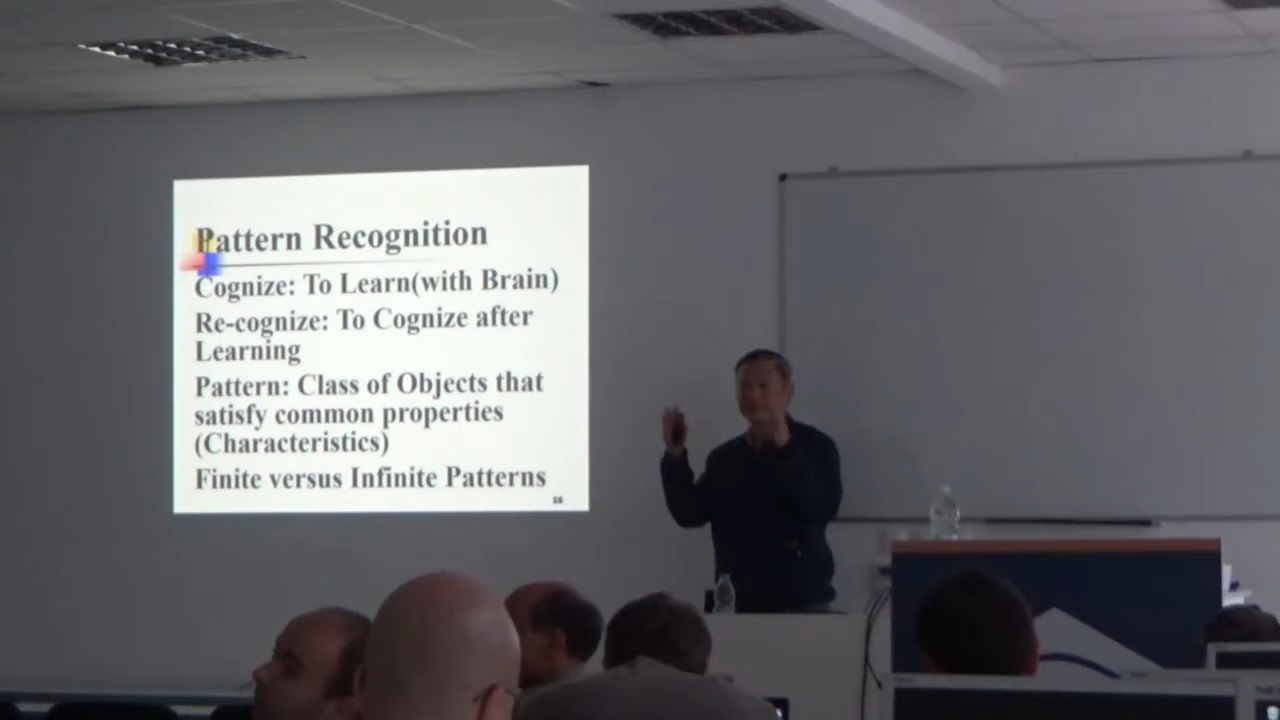 Pattern Recognition
Cognize: To Learn(with Brain)
Re-cognize: To Cognize after
Learning
Pattern: Class of Objects that
satisfy common properties
(Characteristics)
Finite versus Infinite Patterns